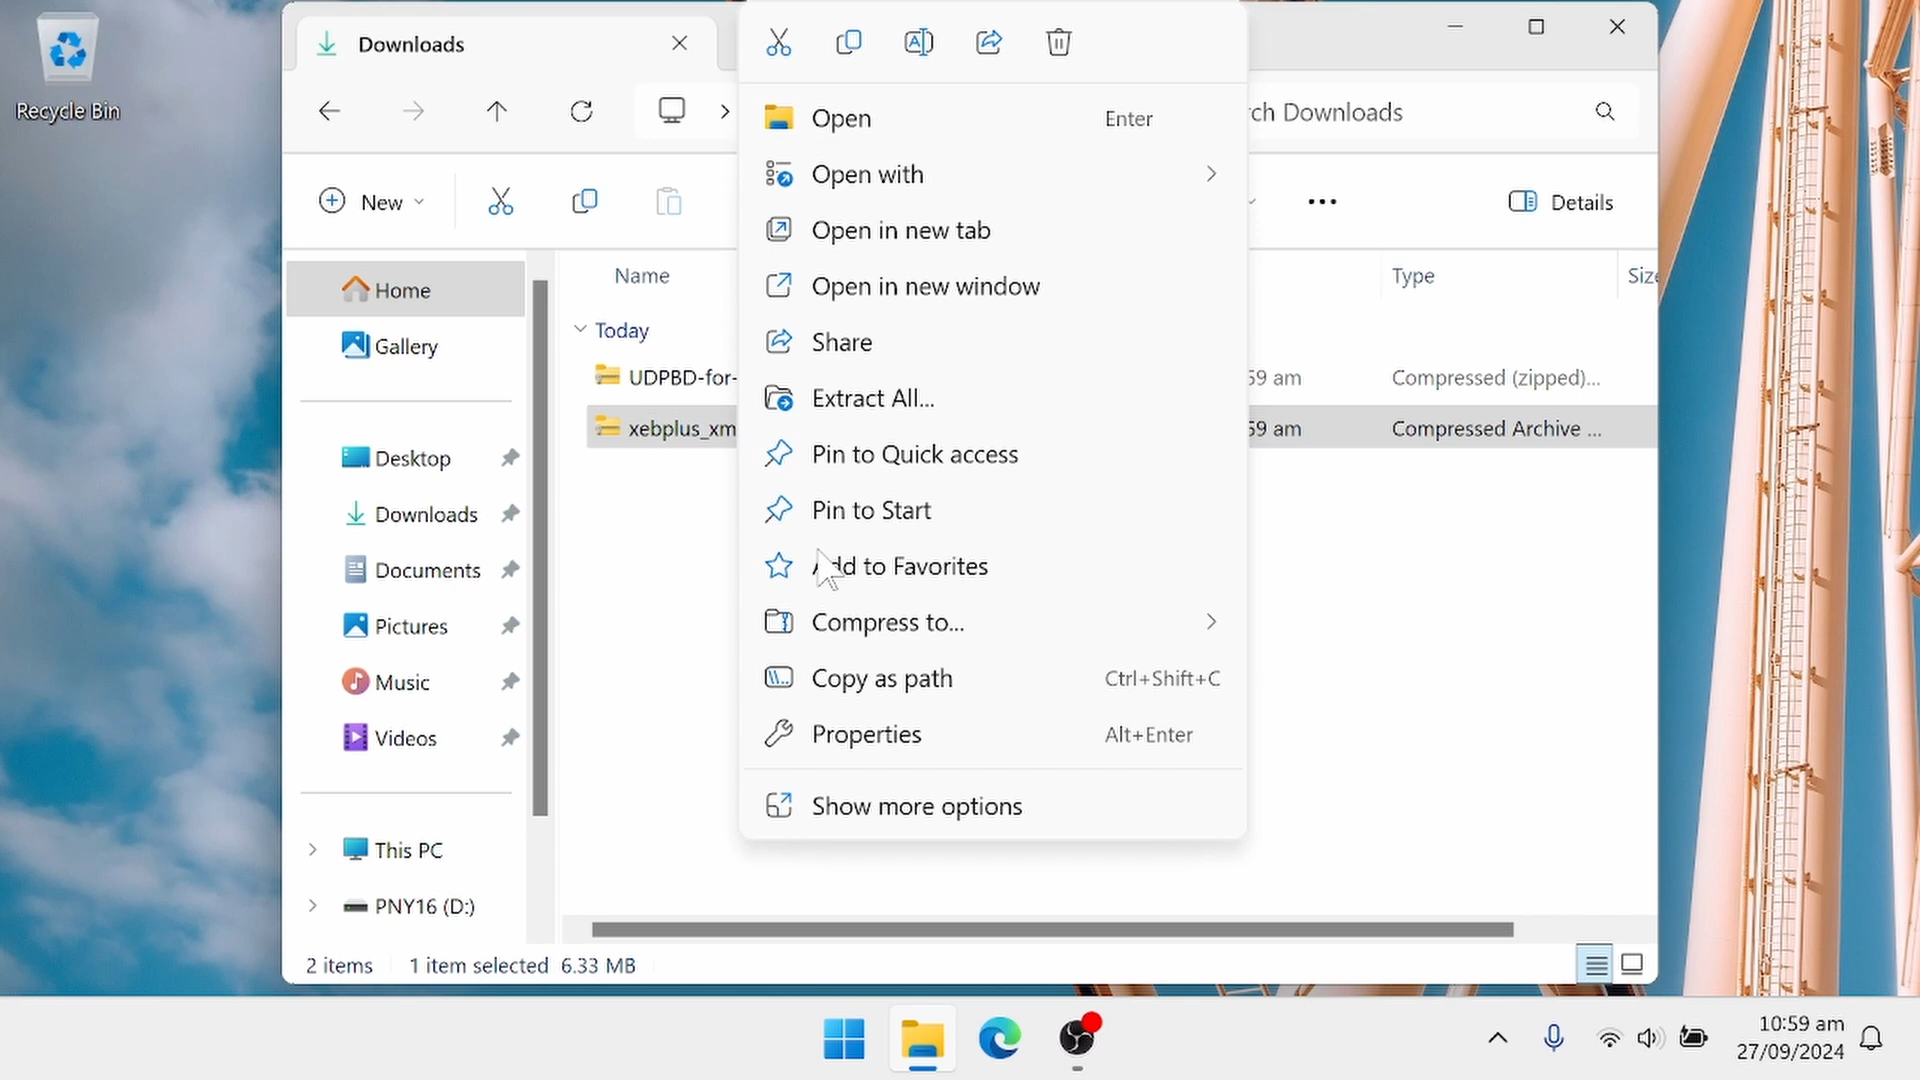 Recycle Bin
Downloads
rch Downloads
New
Details
Home
Gallery
Desktop
Downloads
Documents
Pictures
Music
Videos
This PC
PNY16 (D:)
Name
Type
Size
Today
UDPBD-for-
59 am
Compressed (zipped)...
xebplus_xm
59 am
Compressed Archive ...
Open Enter
Open with
Open in new tab
Open in new window
Share
Extract All...
Pin to Quick access
Pin to Start
Add to Favorites
Compress to...
Copy as path Ctrl+Shift+C
Properties Alt+Enter
Show more options
2 items 1 item selected 6.33 MB
10:59 am
27/09/2024